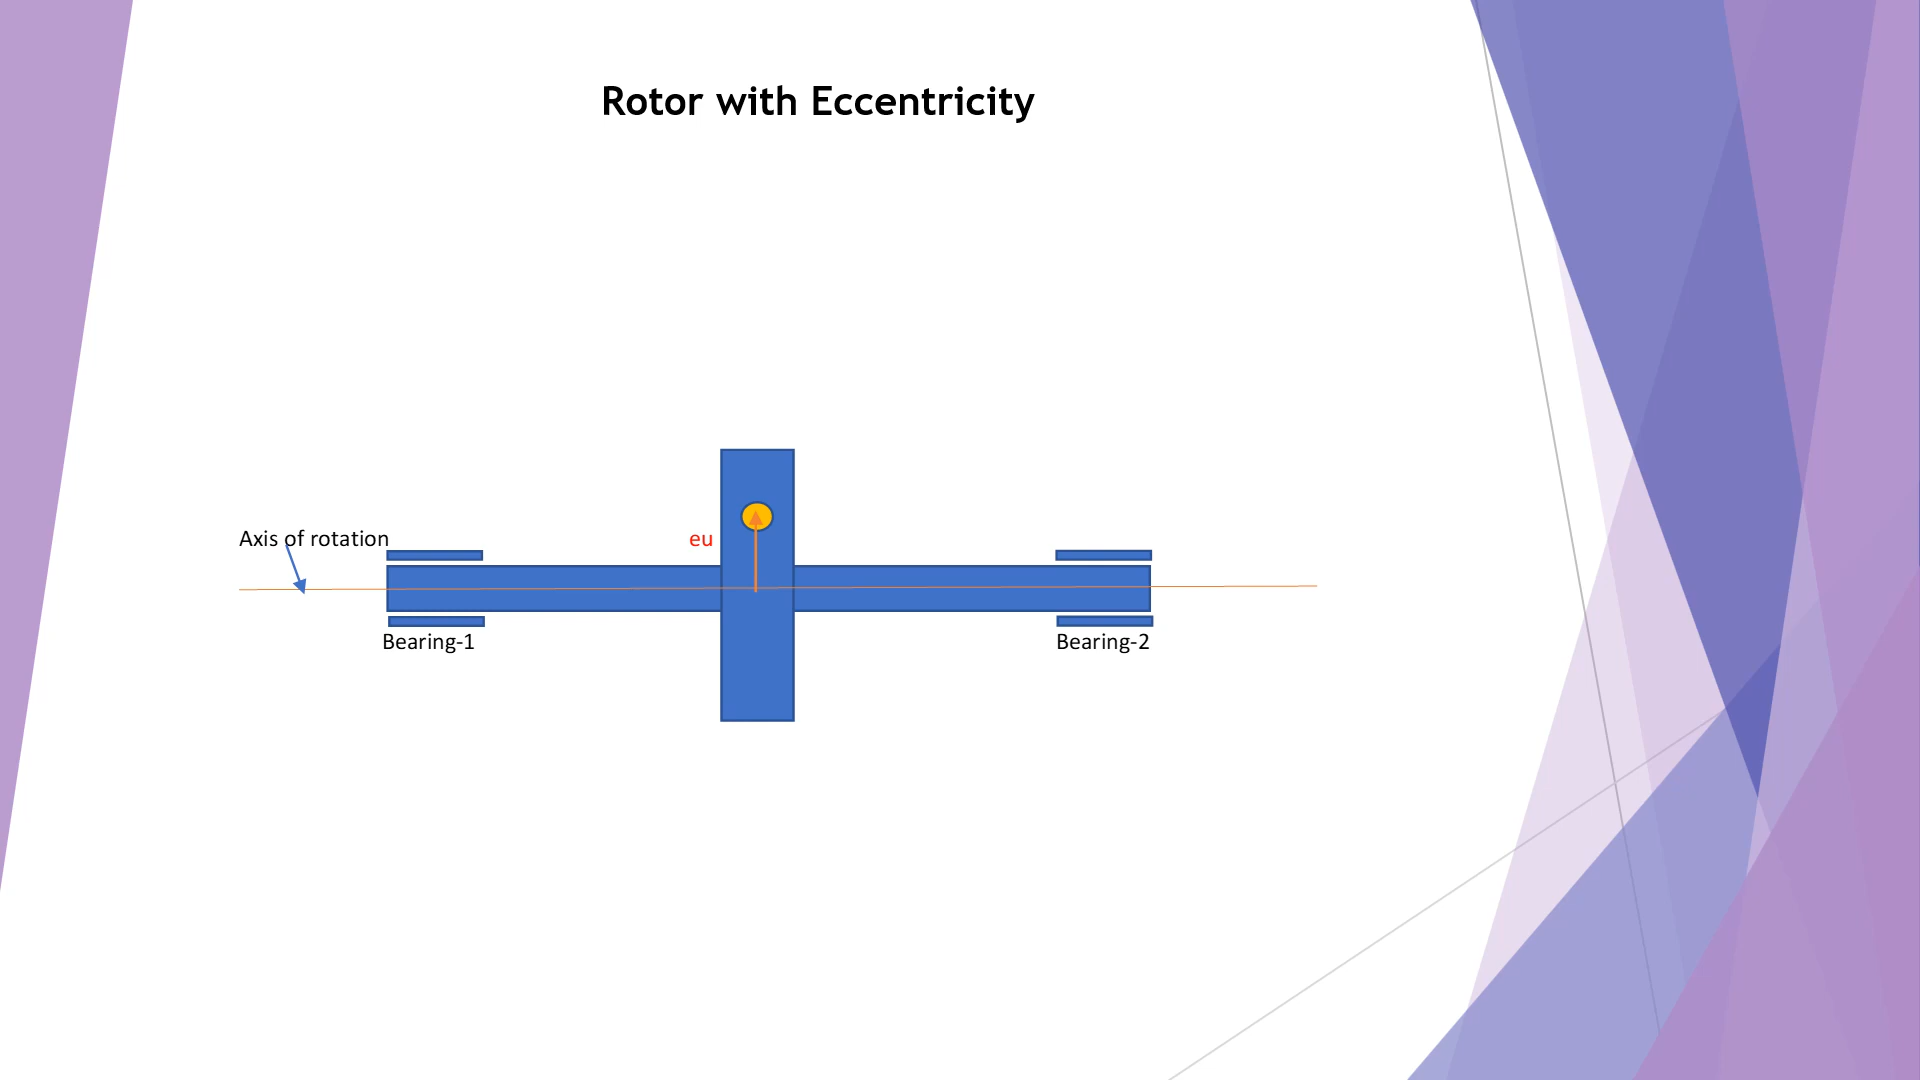 Rotor with Eccentricity
Axis of rotation
eu
Bearing-1
Bearing-2